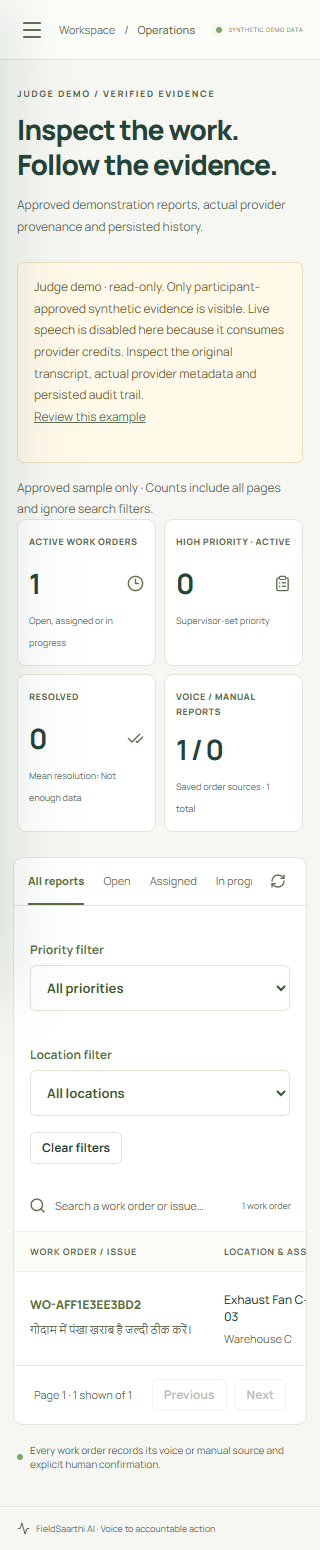 Workspace / Operations SYNTHETIC DEMO DATA
JUDGE DEMO / VERIFIED EVIDENCE
Inspect the work.
Follow the evidence.
Approved demonstration reports, actual provider
provenance and persisted history.
Judge demo · read-only. Only participant-
approved synthetic evidence is visible. Live
speech is disabled here because it consumes
provider credits. Inspect the original
transcript, actual provider metadata and
persisted audit trail.
Review this example
Approved sample only · Counts include all pages
and ignore search filters.
ACTIVE WORK ORDERS
1
Open, assigned or in
progress
HIGH PRIORITY · ACTIVE
0
Supervisor-set priority
RESOLVED
0
Mean resolution: Not
enough data
VOICE / MANUAL
REPORTS
1 / 0
Saved order sources · 1
total
All reports Open Assigned In progr
Priority filter
All priorities
Location filter
All locations
Clear filters
Search a work order or issue... 1 work order
WORK ORDER / ISSUE LOCATION & ASS
WO-AFF1E3EE3BD2
गोदाम में पंखा खराब है जल्दी ठीक करें।
Exhaust Fan C-
03
Warehouse C
Page 1 · 1 shown of 1 Previous Next
Every work order records its voice or manual source and
explicit human confirmation.
FieldSaarthi AI · Voice to accountable action